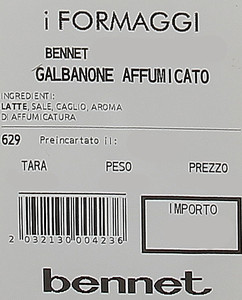 i FORMAGGI
BENNET
GALBANONE AFFUMICATO
INGREDIENTI:
LATTE, SALE, CAGLIO, AROMA
DI AFFUMICATURA
629 Preincartato il:
TARA PESO PREZZO
IMPORTO
2 032130 004236
bennet